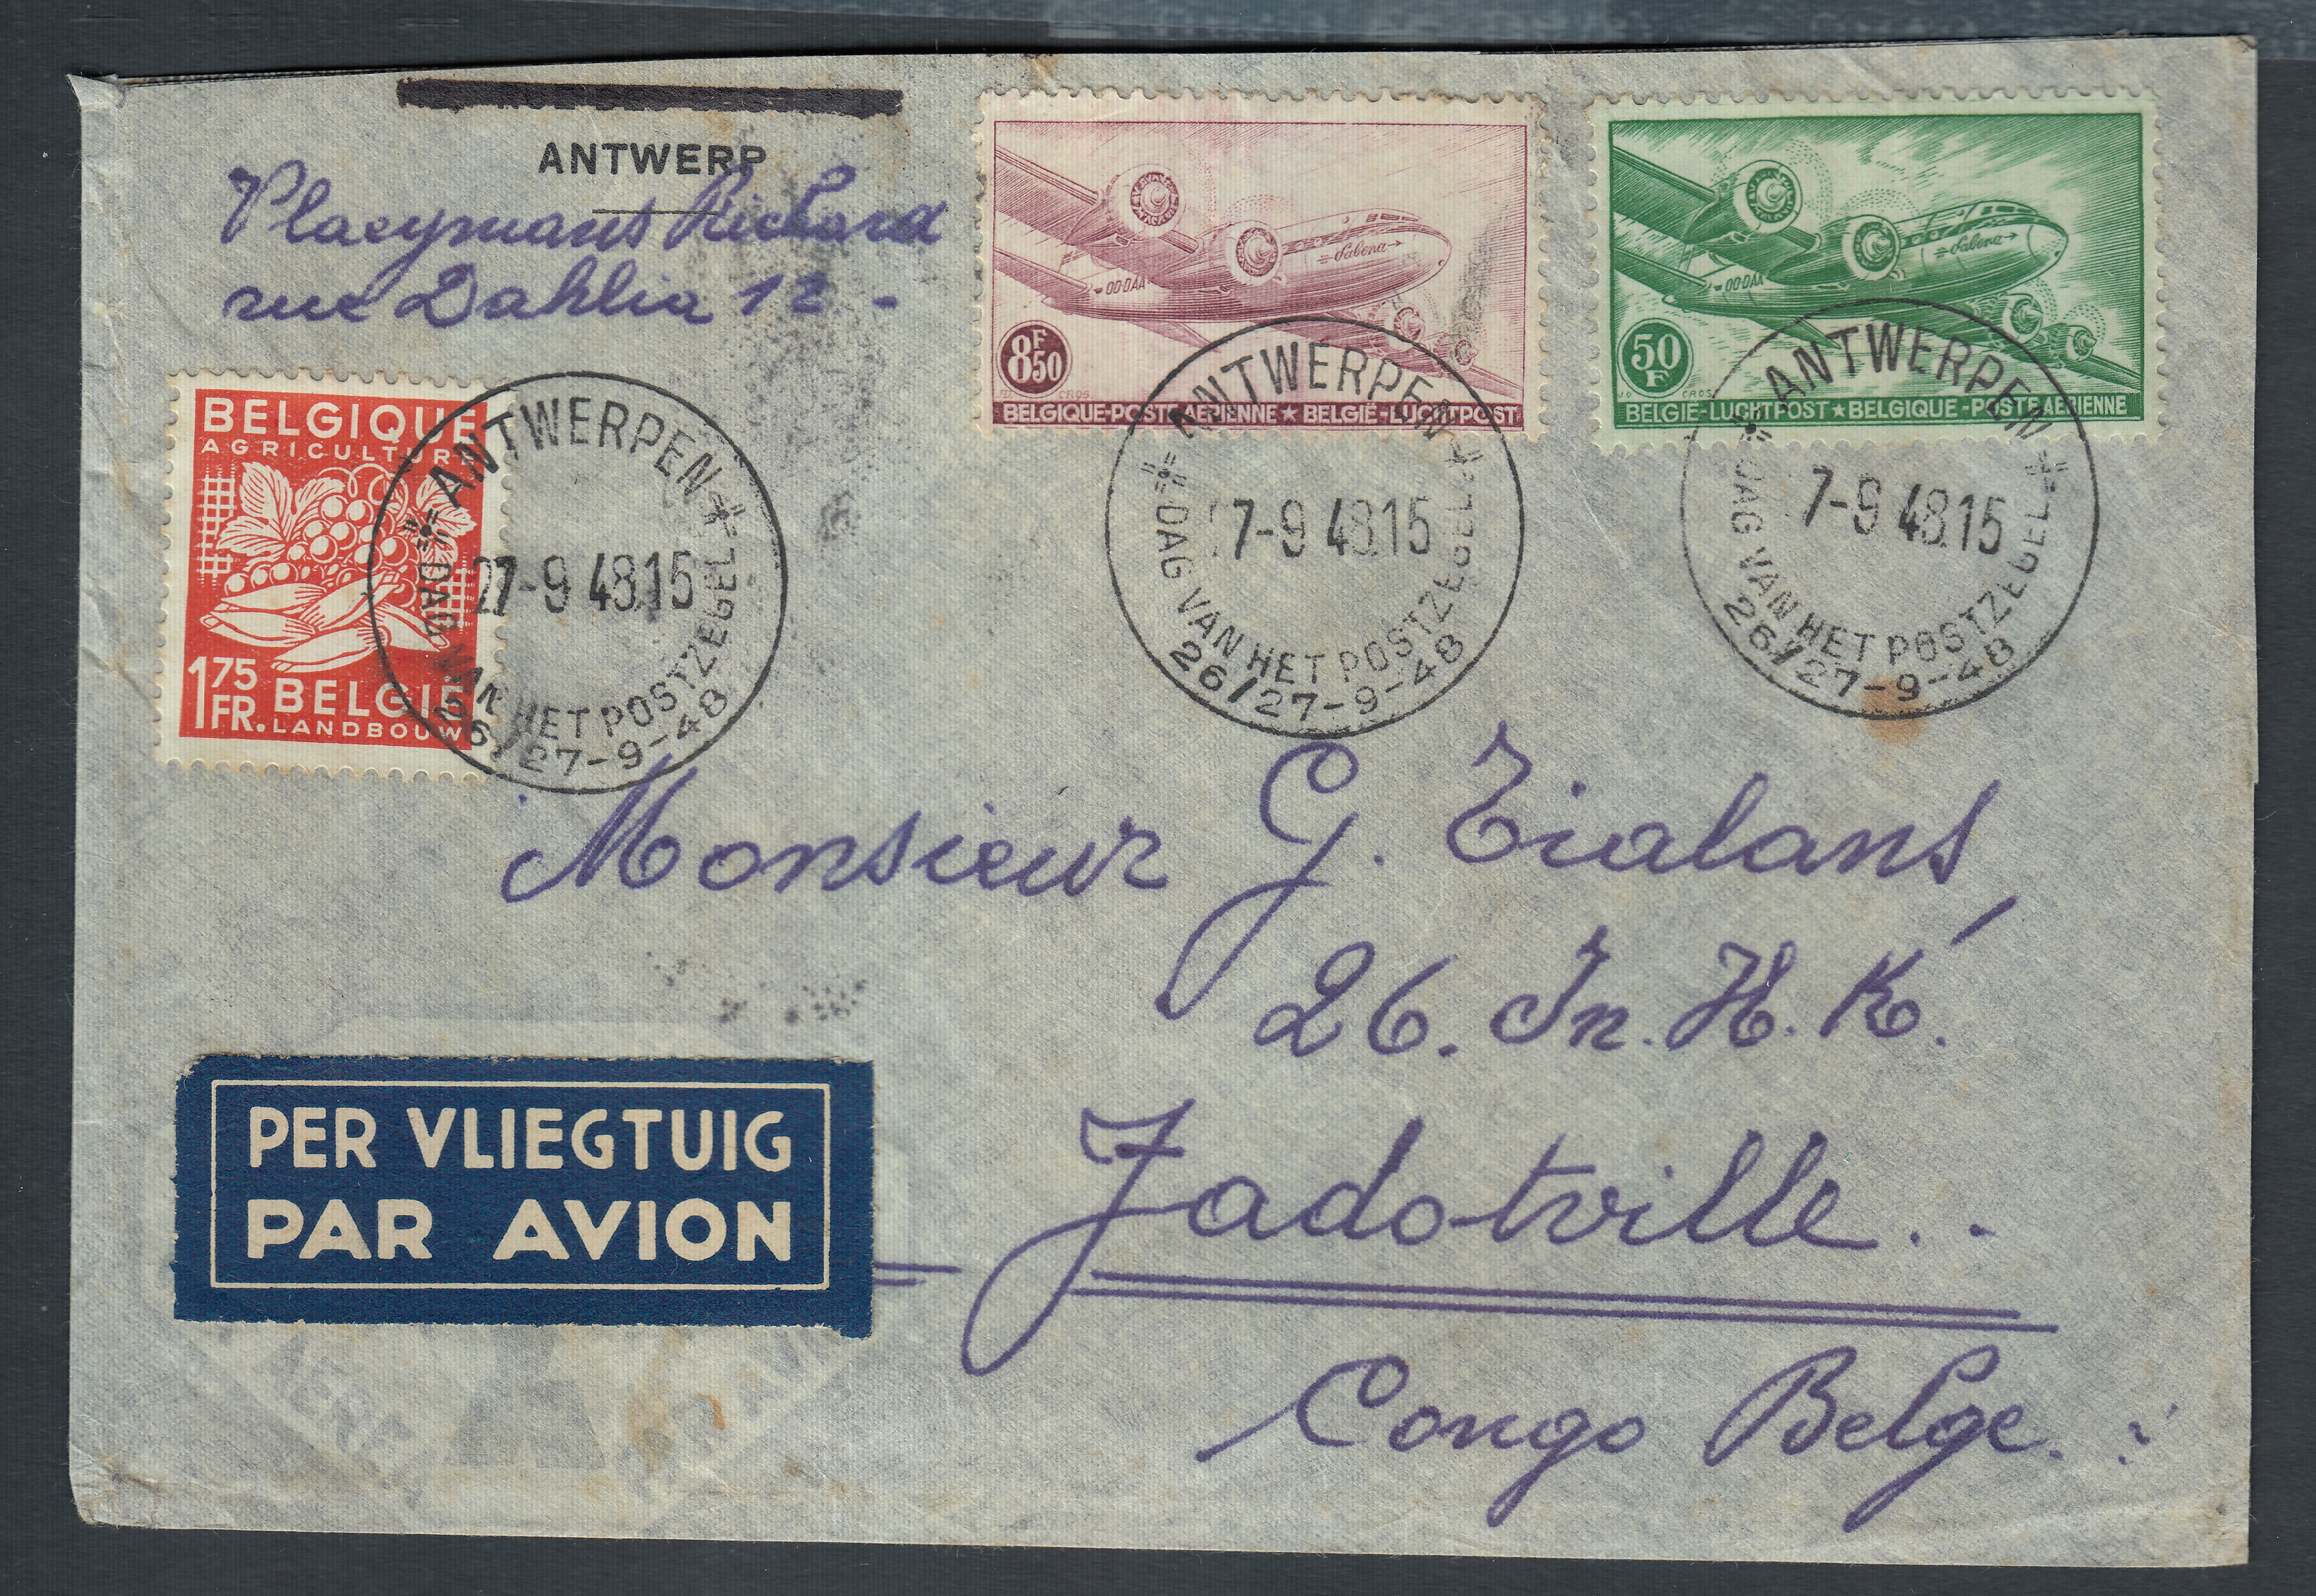 ANTWERP
Plaeymans Richard
rue Dahlia 12 -
BELGIQUE
AGRICULTURE
1 75 FR. BELGIË
LANDBOUW
ANTWERPEN
27-9 48.15
DAG VAN HET POSTZEGEL
26/27-9-48
Sabena
OO-DAA
8F50
CROS
BELGIQUE-POSTE AERIENNE ★ BELGIË-LUCHTPOST
ANTWERPEN
7-9 48.15
DAG VAN HET POSTZEGEL
26/27-9-48
Sabena
OO-DAA
50 F
J.D CROS
BELGIE-LUCHTPOST ★ BELGIQUE-POSTE AERIENNE
ANTWERPEN
7-9 48.15
DAG VAN HET POSTZEGEL
26/27-9-48
Monsieur G. Tialans
26. In. H. K.
Jadotville..
Congo Belge.
PER VLIEGTUIG
PAR AVION